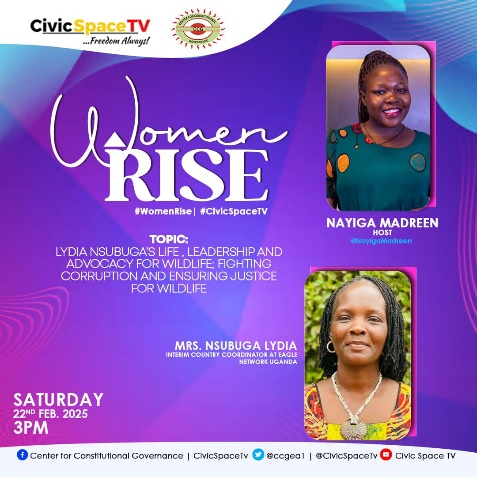 CivicSpaceTV
...Freedom Always!
CCG
Women
RISE
#WomenRise| #CivicSpaceTV
TOPIC:
LYDIA NSUBUGA'S LIFE , LEADERSHIP AND
ADVOCACY FOR WILDLIFE; FIGHTING
CORRUPTION AND ENSURING JUSTICE
FOR WILDLIFE
NAYIGA MADREEN
HOST
@NayigaMadreen
MRS. NSUBUGA LYDIA
INTERIM COUNTRY COORDINATOR AT EAGLE
NETWORK UGANDA
SATURDAY
22ND FEB. 2025
3PM
Center for Constitutional Governance | CivicSpaceTv @ccgea1 | @CivicSpaceTv Civic Space TV